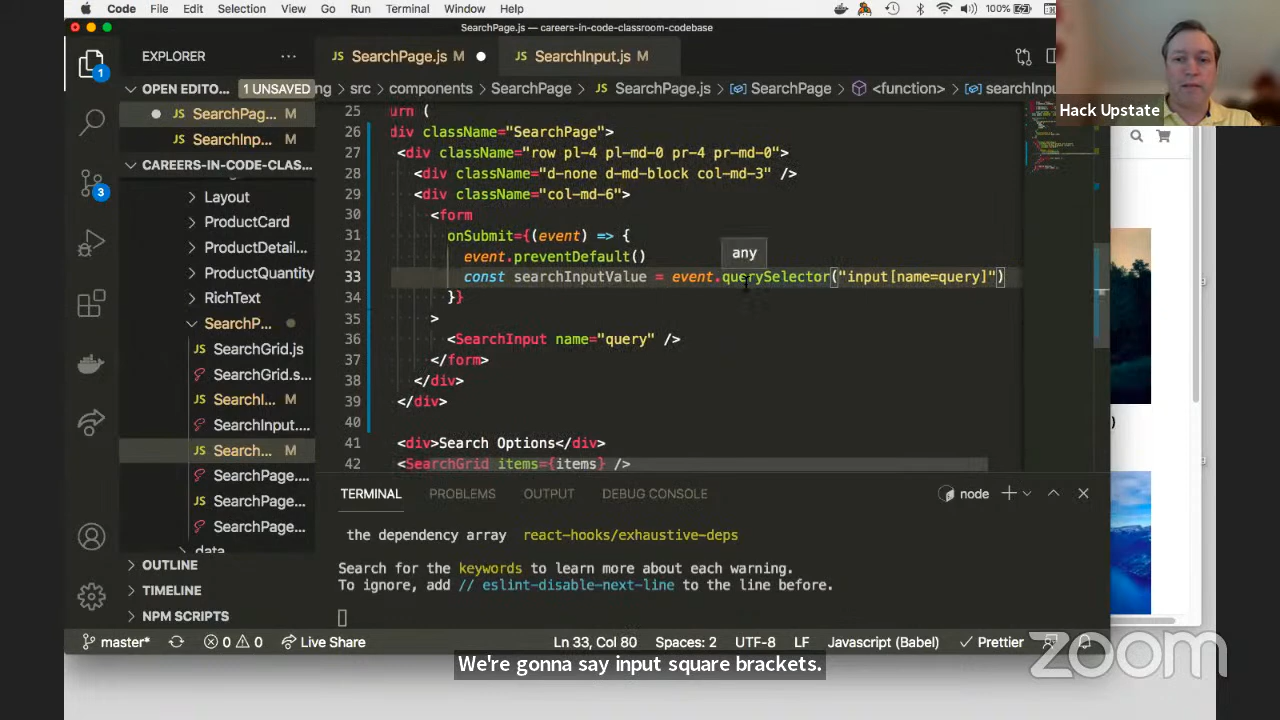 Code File Edit Selection View Go Run Terminal Window Help 100%
SearchPage.js — careers-in-code-classroom-codebase
EXPLORER
SearchPage.js M
SearchInput.js M
OPEN EDITO... 1 UNSAVED
ng > src > components > SearchPage > JS SearchPage.js > SearchPage > <function> > searchIn
JS SearchPag... M
JS SearchInp... M
CAREERS-IN-CODE-CLASS...
Layout
ProductCard
ProductDetail...
ProductQuantity
RichText
SearchP...
JS SearchGrid.js
SearchGrid.s...
JS SearchI... M
SearchInput....
JS Search... M
SearchPage....
JS SearchPage...
SearchPage...
data
OUTLINE
TIMELINE
NPM SCRIPTS
1
3
25 urn (
26 div className="SearchPage">
27 <div className="row pl-4 pl-md-0 pr-4 pr-md-0">
28 <div className="d-none d-md-block col-md-3" />
29 <div className="col-md-6">
30 <form
31 onSubmit={(event) => {
32 event.preventDefault()
any
33 const searchInputValue = event.querySelector("input[name=query]")
34 }}
35 >
36 <SearchInput name="query" />
37 </form>
38 </div>
39 </div>
40
41 <div>Search Options</div>
42 <SearchGrid items={items} />
TERMINAL PROBLEMS OUTPUT DEBUG CONSOLE node
the dependency array react-hooks/exhaustive-deps
Search for the keywords to learn more about each warning.
To ignore, add // eslint-disable-next-line to the line before.
master* 0 0 Live Share Ln 33, Col 80 Spaces: 2 UTF-8 LF Javascript (Babel) Prettier
Hack Upstate
)
We're gonna say input square brackets.
zoom